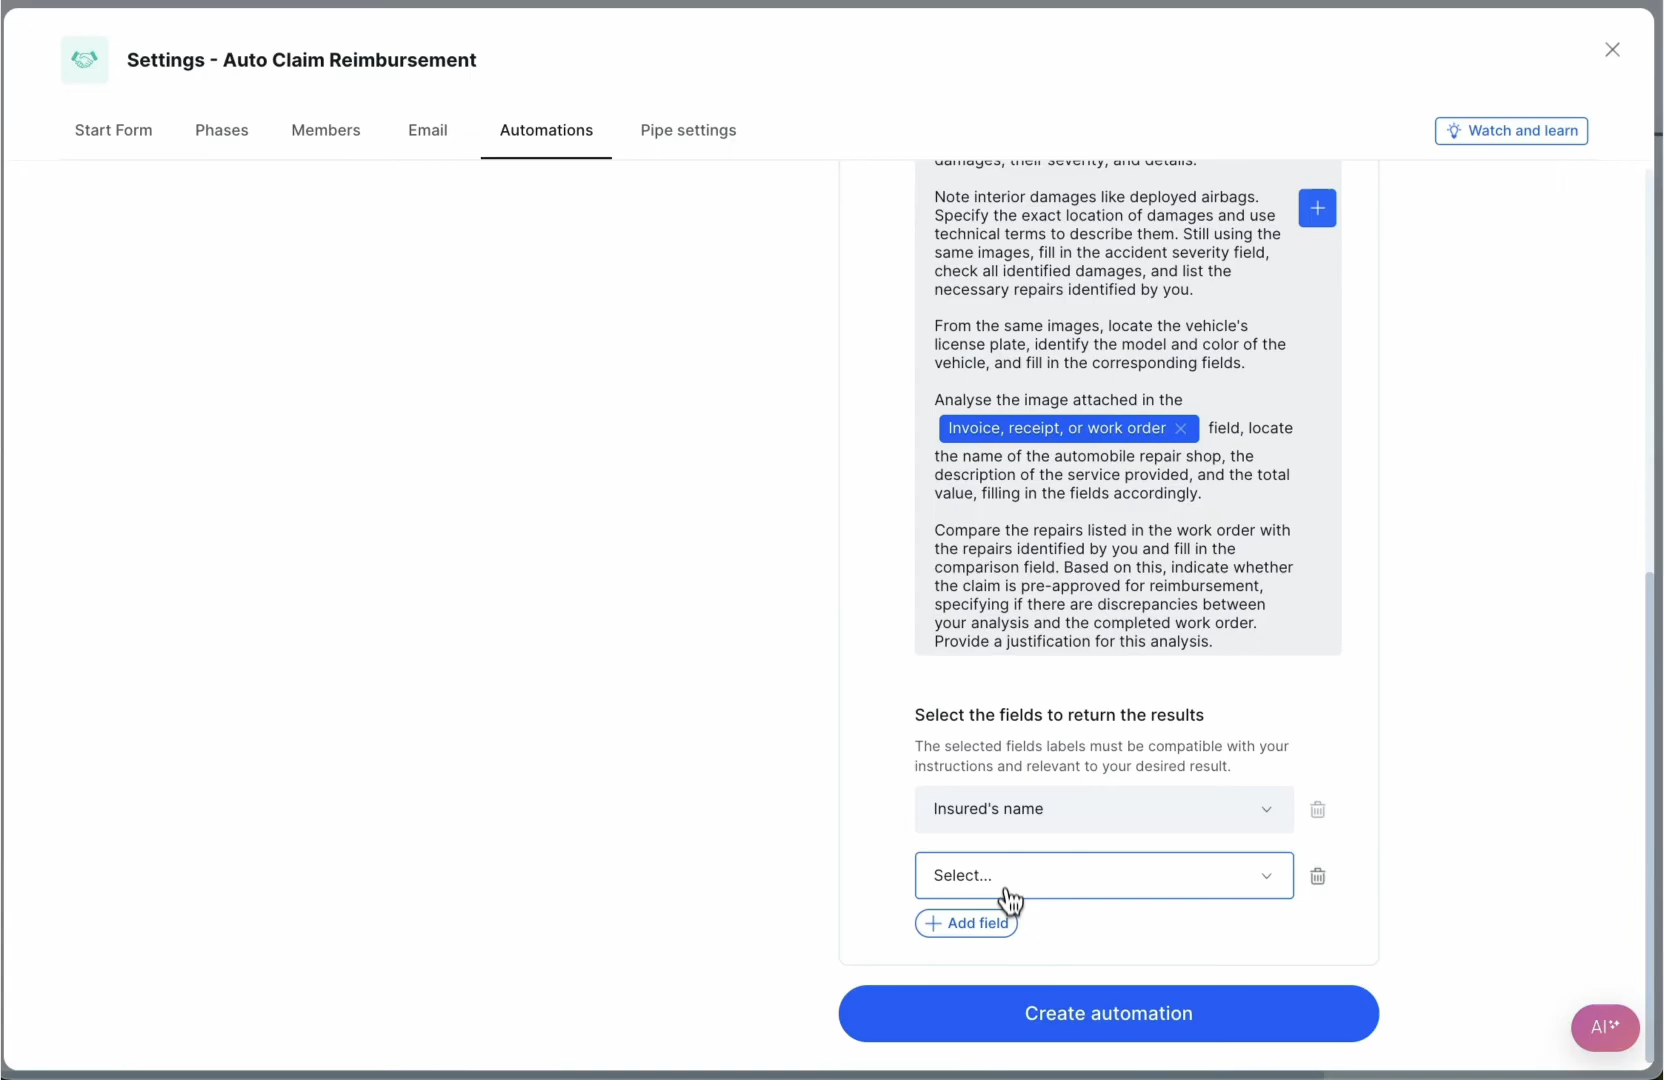 Settings - Auto Claim Reimbursement
Start Form
Phases
Members
Email
Automations
Pipe settings
Watch and learn
damages, their severity, and details.
Note interior damages like deployed airbags.
Specify the exact location of damages and use
technical terms to describe them. Still using the
same images, fill in the accident severity field,
check all identified damages, and list the
necessary repairs identified by you.
From the same images, locate the vehicle's
license plate, identify the model and color of the
vehicle, and fill in the corresponding fields.
Analyse the image attached in the
Invoice, receipt, or work order field, locate
the name of the automobile repair shop, the
description of the service provided, and the total
value, filling in the fields accordingly.
Compare the repairs listed in the work order with
the repairs identified by you and fill in the
comparison field. Based on this, indicate whether
the claim is pre-approved for reimbursement,
specifying if there are discrepancies between
your analysis and the completed work order.
Provide a justification for this analysis.
Select the fields to return the results
The selected fields labels must be compatible with your
instructions and relevant to your desired result.
Insured's name
Select...
Add field
Create automation
AI